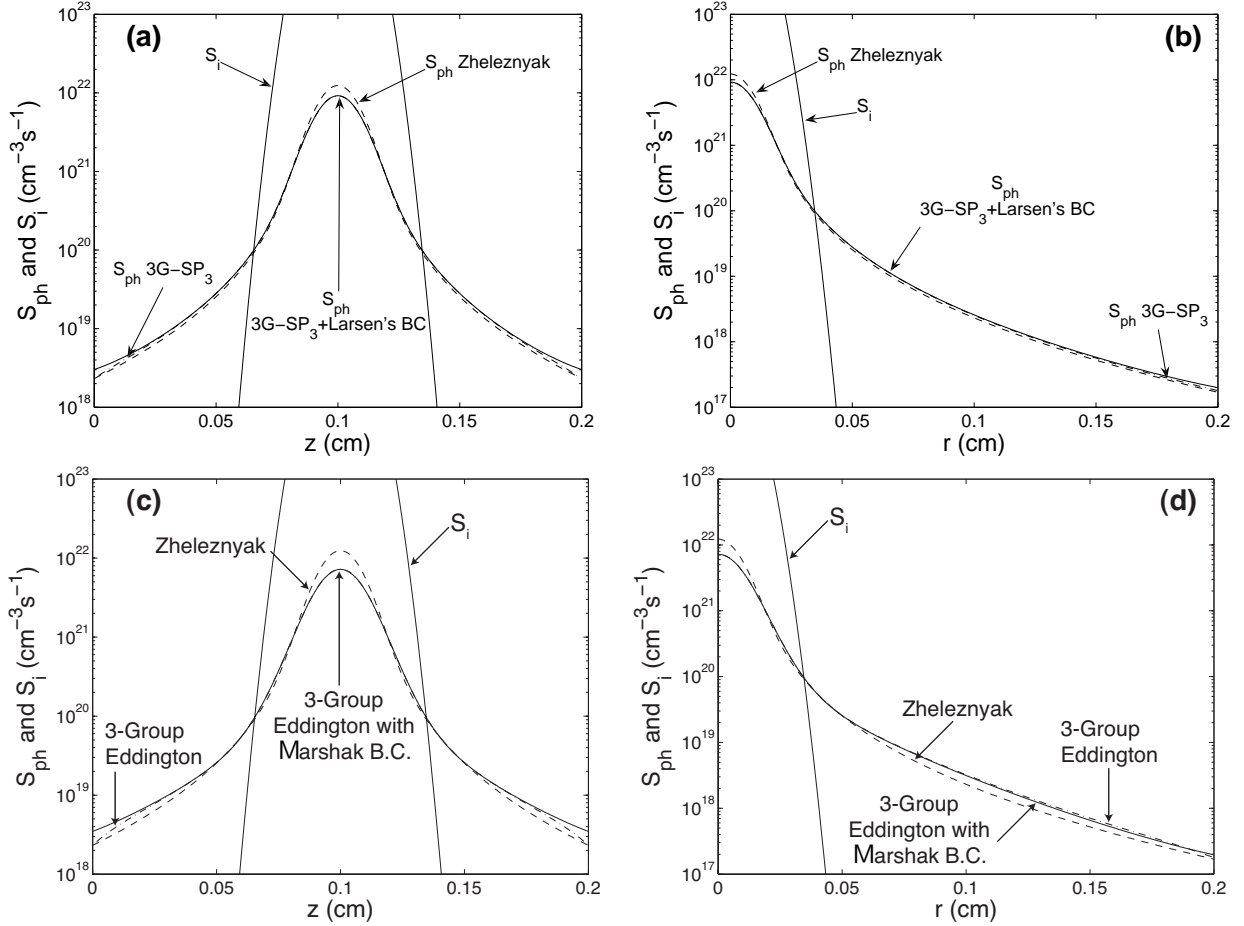 (a)
S_ph and S_i (cm^−3s^−1)
10^23
10^22
10^21
10^20
10^19
10^18
S_i
S_ph Zheleznyak
S_ph 3G−SP_3
S_ph
3G−SP_3+Larsen's BC
0 0.05 0.1 0.15 0.2
z (cm)
(b)
S_ph and S_i (cm^−3s^−1)
10^23
10^22
10^21
10^20
10^19
10^18
10^17
S_ph Zheleznyak
S_i
S_ph
3G−SP_3+Larsen's BC
S_ph 3G−SP_3
0 0.05 0.1 0.15 0.2
r (cm)
(c)
S_ph and S_i (cm^−3s^−1)
10^23
10^22
10^21
10^20
10^19
10^18
Zheleznyak
S_i
3-Group
Eddington
3-Group
Eddington with
Marshak B.C.
0 0.05 0.1 0.15 0.2
z (cm)
(d)
S_ph and S_i (cm^−3s^−1)
10^23
10^22
10^21
10^20
10^19
10^18
10^17
S_i
Zheleznyak
3-Group
Eddington
3-Group
Eddington with
Marshak B.C.
0 0.05 0.1 0.15 0.2
r (cm)